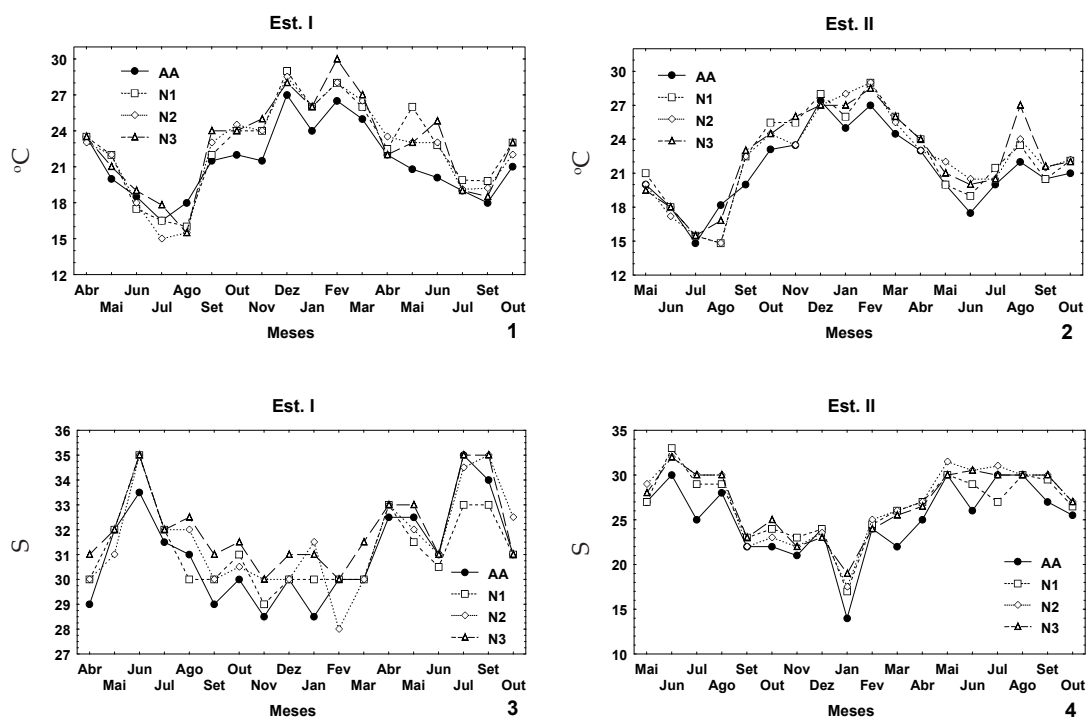 Est. I
30
27
24
21
18
15
12
ºC
AA
N1
N2
N3
Abr Jun Ago Out Dez Fev Abr Jun Set
Mai Jul Set Nov Jan Mar Mai Jul Out
Meses
1
Est. II
30
27
24
21
18
15
12
ºC
AA
N1
N2
N3
Mai Jul Set Nov Jan Mar Mai Jul Set
Jun Ago Out Dez Fev Abr Jun Ago Out
Meses
2
Est. I
36
35
34
33
32
31
30
29
28
27
S
AA
N1
N2
N3
Abr Jun Ago Out Dez Fev Abr Jun Set
Mai Jul Set Nov Jan Mar Mai Jul Out
Meses
3
Est. II
35
30
25
20
15
10
S
AA
N1
N2
N3
Mai Jul Set Nov Jan Mar Mai Jul Set
Jun Ago Out Dez Fev Abr Jun Ago Out
Meses
4